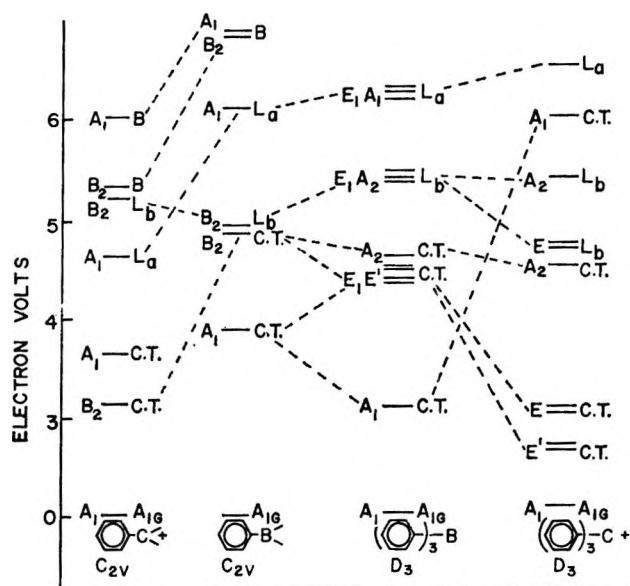 ELECTRON VOLTS
6
5
4
3
0
A₁ B
B₂ B
B₂ Lb
A₁ La
A₁ C.T.
B₂ C.T.
A₁ A₁G
C +
C₂V
A₁
B₂ B
A₁ La
B₂ Lb
B₂ C.T.
A₁ C.T.
A₁G
B
C₂V
E₁ A₁ La
E₁ A₂ Lb
A₂ C.T.
E₁ E' C.T.
A₁ C.T.
A₁ A₁G
( )₃ B
D₃
La
A₁ C.T.
A₂ Lb
E Lb
A₂ C.T.
E C.T.
E' C.T.
A₁ A₁G
( )₃ C +
D₃